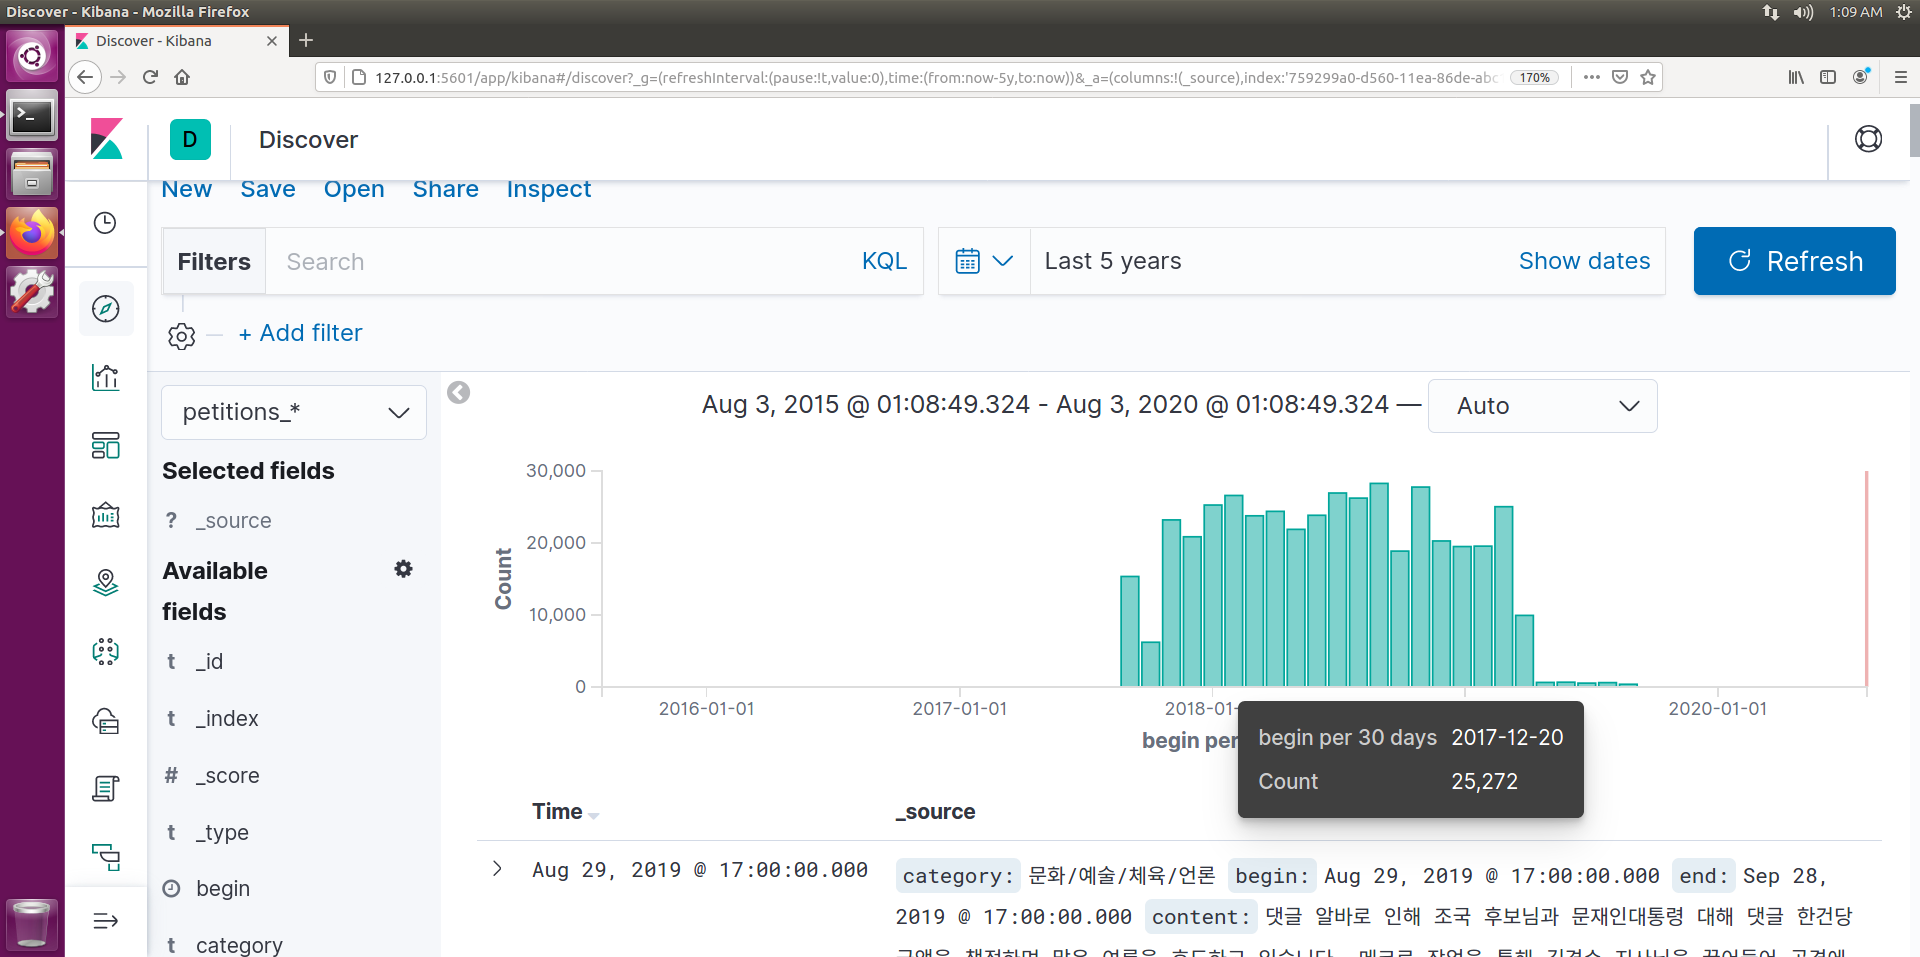 Discover - Kibana - Mozilla Firefox
1:09 AM
Discover - Kibana
127.0.0.1:5601/app/kibana#/discover?_g=(refreshInterval:(pause:!t,value:0),time:(from:now-5y,to:now))&_a=(columns:!(_source),index:'759299a0-d560-11ea-86de-abc
170%
D
Discover
New Save Open Share Inspect
Filters Search KQL Last 5 years Show dates Refresh
+ Add filter
petitions_*
Aug 3, 2015 @ 01:08:49.324 - Aug 3, 2020 @ 01:08:49.324 — Auto
Selected fields
? _source
Available fields
t _id
t _index
# _score
t _type
begin
t category
Count
30,000
20,000
10,000
0
2016-01-01 2017-01-01 2018-01- 2020-01-01
begin per
begin per 30 days 2017-12-20
Count 25,272
Time _source
Aug 29, 2019 @ 17:00:00.000
category: 문화/예술/체육/언론 begin: Aug 29, 2019 @ 17:00:00.000 end: Sep 28,
2019 @ 17:00:00.000 content: 댓글 알바로 인해 조국 후보님과 문재인대통령 대해 댓글 한건당